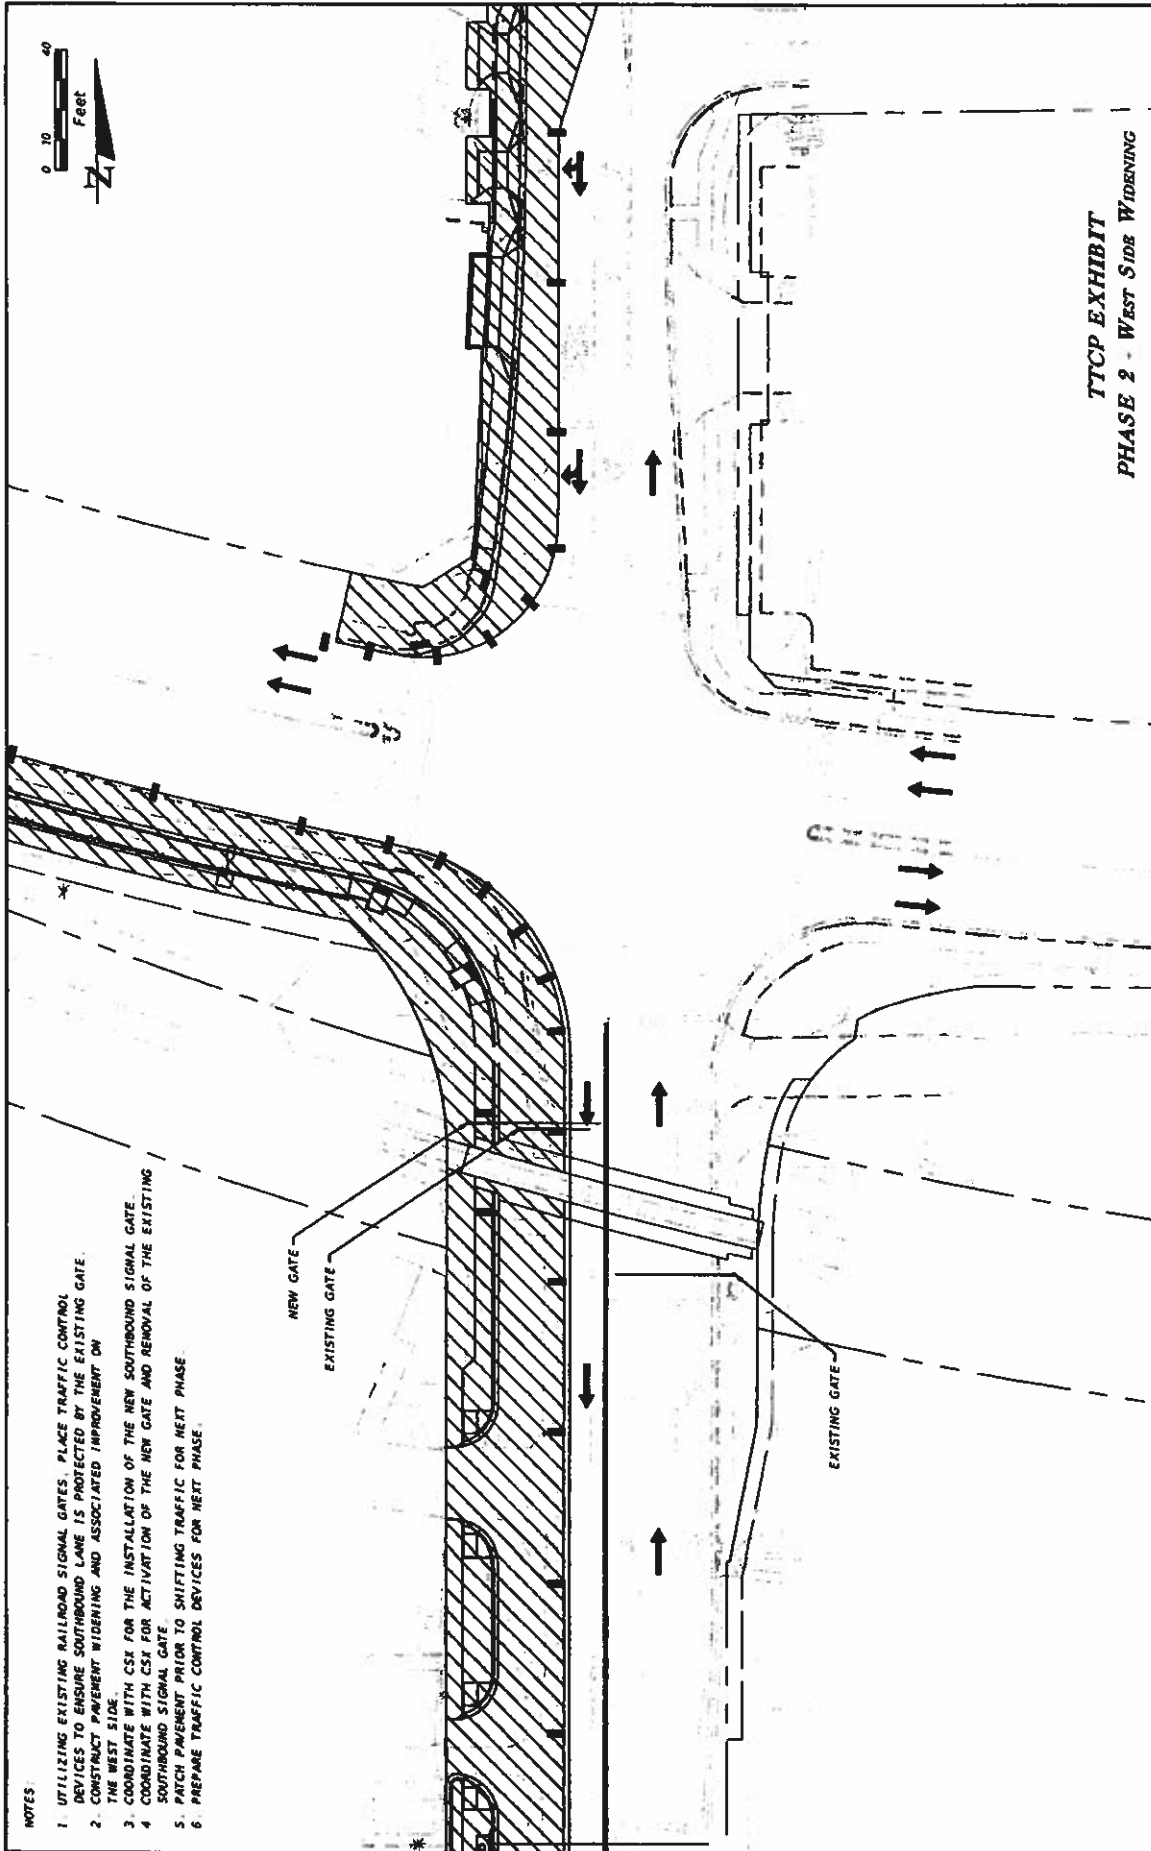 NOTES:
1. UTILIZING EXISTING RAILROAD SIGNAL GATES, PLACE TRAFFIC CONTROL
DEVICES TO ENSURE SOUTHBOUND LANE IS PROTECTED BY THE EXISTING GATE.
2. CONSTRUCT PAVEMENT WIDENING AND ASSOCIATED IMPROVEMENT ON
THE WEST SIDE.
3. COORDINATE WITH CSX FOR THE INSTALLATION OF THE NEW SOUTHBOUND SIGNAL GATE.
4 COORDINATE WITH CSX FOR ACTIVATION OF THE NEW GATE AND REMOVAL OF THE EXISTING
SOUTHBOUND SIGNAL GATE.
5. PATCH PAVEMENT PRIOR TO SHIFTING TRAFFIC FOR NEXT PHASE.
6. PREPARE TRAFFIC CONTROL DEVICES FOR NEXT PHASE.
NEW GATE
EXISTING GATE
EXISTING GATE
0 10 40
Feet
N
TTCP EXHIBIT
PHASE 2 - WEST SIDE WIDENING